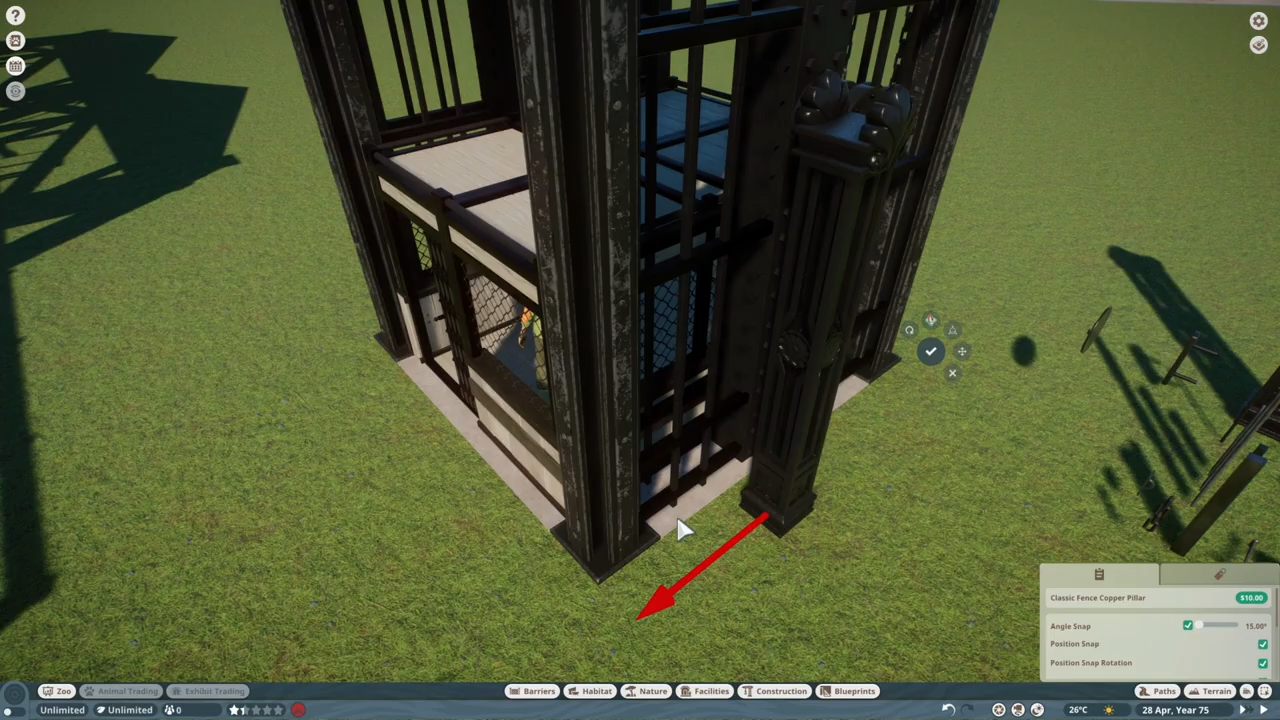 ?
Classic Fence Copper Pillar $10.00
Angle Snap 15.00°
Position Snap
Position Snap Rotation
Zoo Animal Trading Exhibit Trading Barriers Habitat Nature Facilities Construction Blueprints Paths Terrain
Unlimited Unlimited 0 26°C 28 Apr, Year 75